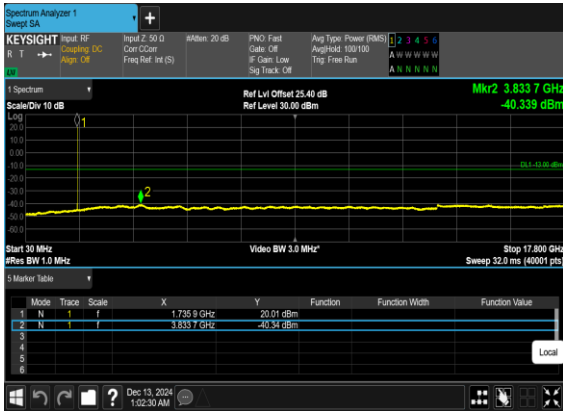 Spectrum Analyzer 1
Swept SA
+
KEYSIGHT Input: RF Input Z: 50 Ω #Atten: 20 dB PNO: Fast Avg Type: Power (RMS) 1 2 3 4 5 6
R T Coupling: DC Corr CCorr Gate: Off Avg|Hold: 100/100 A W W W W W
Align: Off Freq Ref: Int (S) IF Gain: Low Trig: Free Run
LXI Sig Track: Off A N N N N N
1 Spectrum Ref Lvl Offset 25.40 dB Mkr2 3.833 7 GHz
Scale/Div 10 dB Ref Level 30.00 dBm -40.339 dBm
Log
20.0 1
10.0
0.00
-10.0 DL1 -13.00 dBm
-20.0
-30.0
-40.0 2
-50.0
-60.0
Start 30 MHz Video BW 3.0 MHz* Stop 17.800 GHz
#Res BW 1.0 MHz Sweep 32.0 ms (40001 pts)
5 Marker Table
Mode Trace Scale X Y Function Function Width Function Value
1 N 1 f 1.735 9 GHz 20.01 dBm
2 N 1 f 3.833 7 GHz -40.34 dBm
3
4
5
6
Local
? Dec 13, 2024
1:02:30 AM